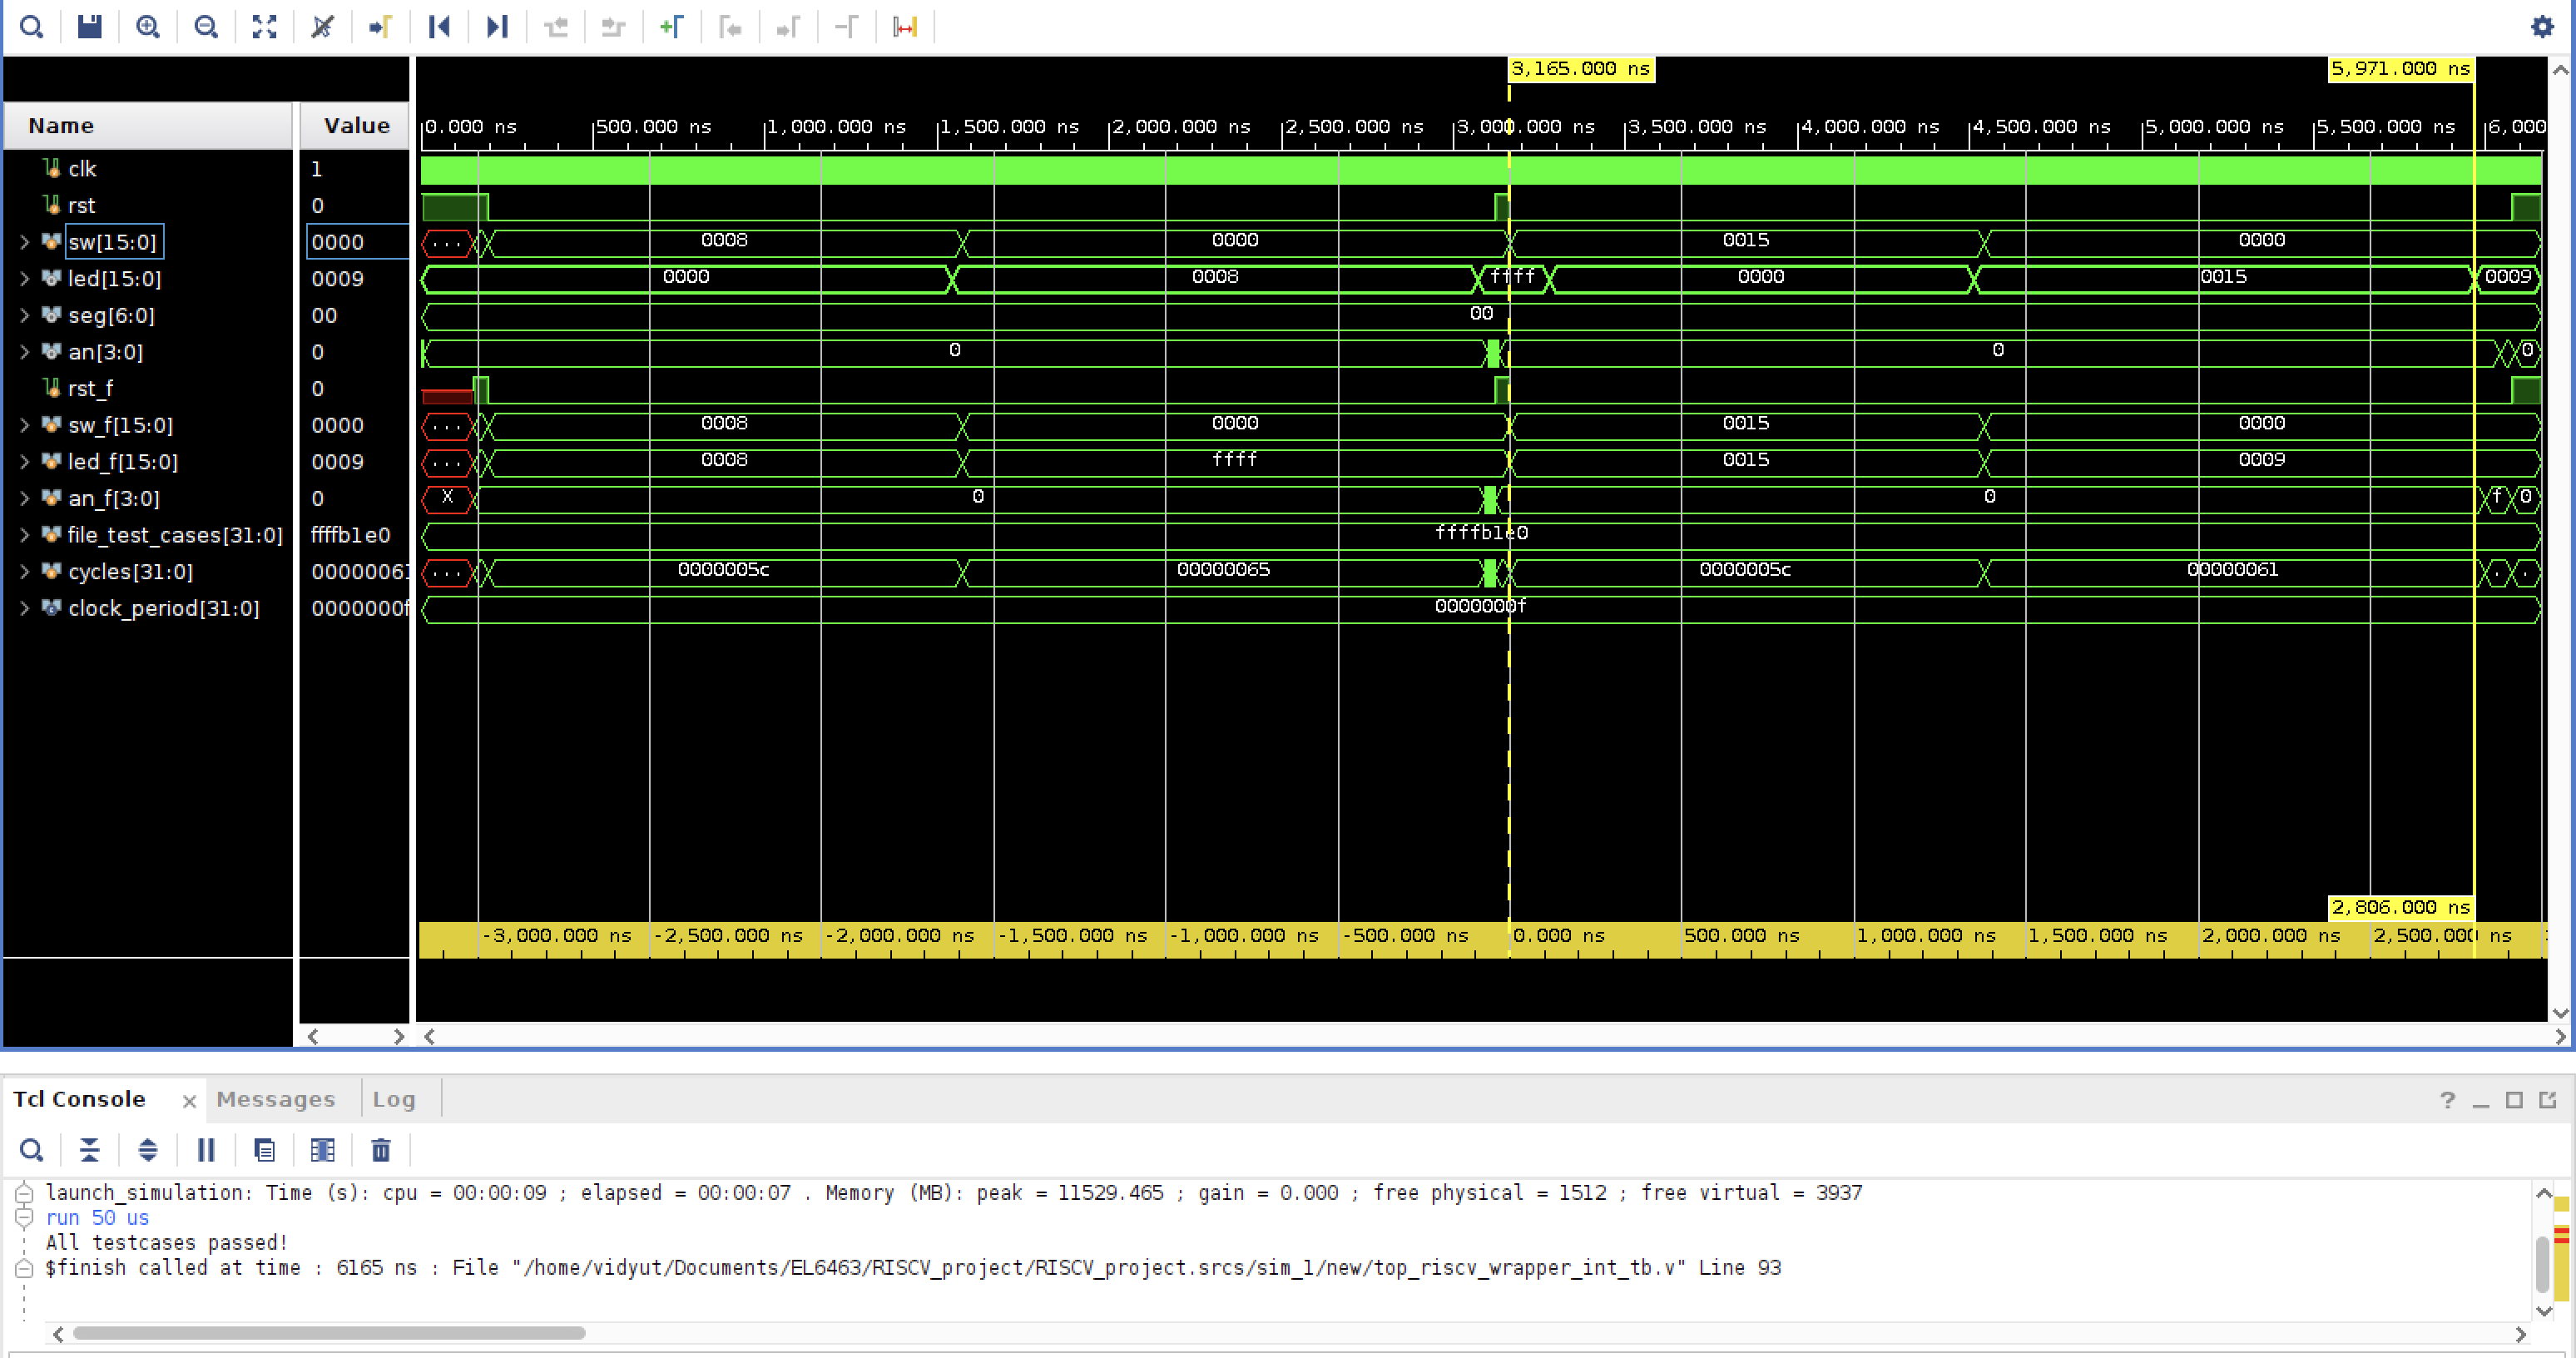 3,165.000 ns 5,971.000 ns
Name Value 0.000 ns 500.000 ns 1,000.000 ns 1,500.000 ns 2,000.000 ns 2,500.000 ns 3,000.000 ns 3,500.000 ns 4,000.000 ns 4,500.000 ns 5,000.000 ns 5,500.000 ns 6,000
clk 1
rst 0
sw[15:0] 0000 ... 0008 0000 0015 0000
led[15:0] 0009 0000 0008 ffff 0000 0015 0009
seg[6:0] 00 00
an[3:0] 0 0 0 0
rst_f 0
sw_f[15:0] 0000 ... 0008 0000 0015 0000
led_f[15:0] 0009 ... 0008 ffff 0015 0009
an_f[3:0] 0 X 0 0 f 0
file_test_cases[31:0] ffffb1e0 ffffb1e0
cycles[31:0] 00000061 ... 0000005c 00000065 0000005c 00000061 . .
clock_period[31:0] 0000000f 0000000f
2,806.000 ns
-3,000.000 ns -2,500.000 ns -2,000.000 ns -1,500.000 ns -1,000.000 ns -500.000 ns 0.000 ns 500.000 ns 1,000.000 ns 1,500.000 ns 2,000.000 ns 2,500.000 ns
Tcl Console × Messages Log ?
launch_simulation: Time (s): cpu = 00:00:09 ; elapsed = 00:00:07 . Memory (MB): peak = 11529.465 ; gain = 0.000 ; free physical = 1512 ; free virtual = 3937
run 50 us
All testcases passed!
$finish called at time : 6165 ns : File "/home/vidyut/Documents/EL6463/RISCV_project/RISCV_project.srcs/sim_1/new/top_riscv_wrapper_int_tb.v" Line 93